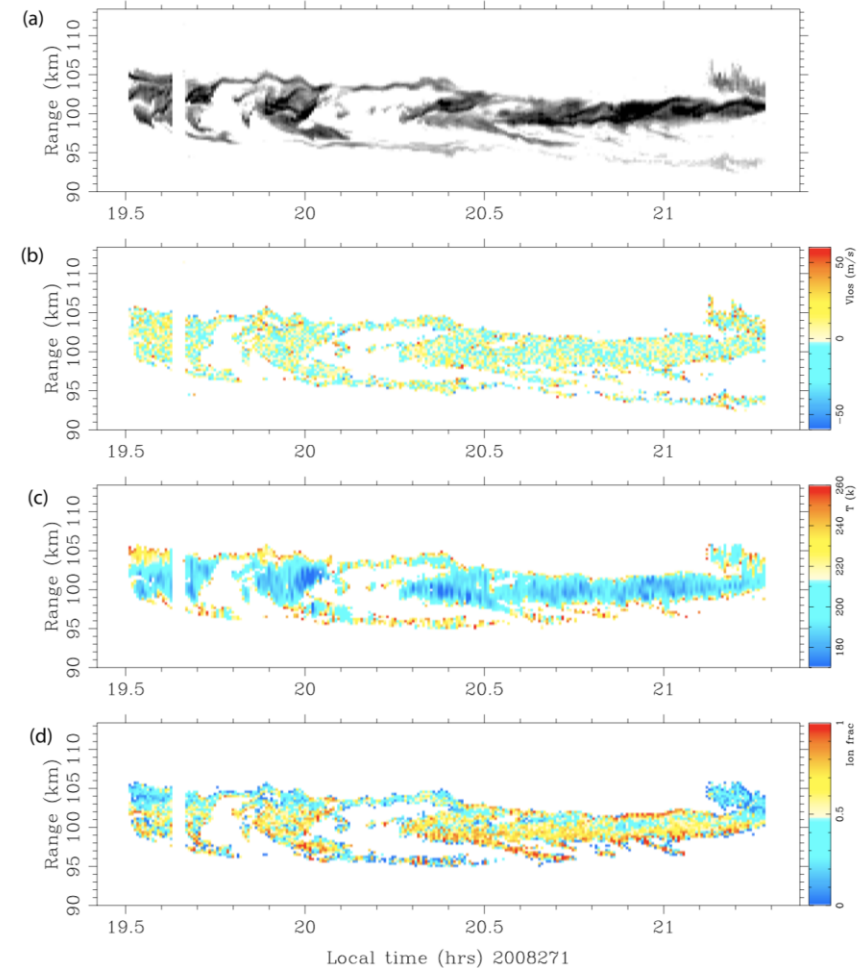 (a)
Range (km)
90 95 100 105 110
19.5 20 20.5 21
(b)
Range (km)
90 95 100 105 110
19.5 20 20.5 21
-50 0 50
Vlos (m/s)
(c)
Range (km)
90 95 100 105 110
19.5 20 20.5 21
180 200 220 240 260
T (k)
(d)
Range (km)
90 95 100 105 110
19.5 20 20.5 21
0 0.5 1
Ion frac
Local time (hrs) 2008271